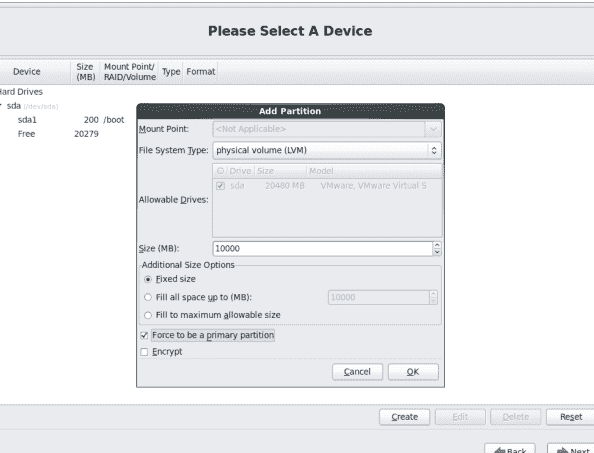 Please Select A Device
Device Size (MB) Mount Point/ RAID/Volume Type Format
Hard Drives
sda (/dev/sda)
sda1 200 /boot
Free 20279
Add Partition
Mount Point: <Not Applicable>
File System Type: physical volume (LVM)
Drive Size Model
sda 20480 MB VMware, VMware Virtual S
Allowable Drives:
Size (MB): 10000
Additional Size Options
Fixed size
Fill all space up to (MB): 10000
Fill to maximum allowable size
Force to be a primary partition
Encrypt
Cancel OK
Create Edit Delete Reset
Back Next